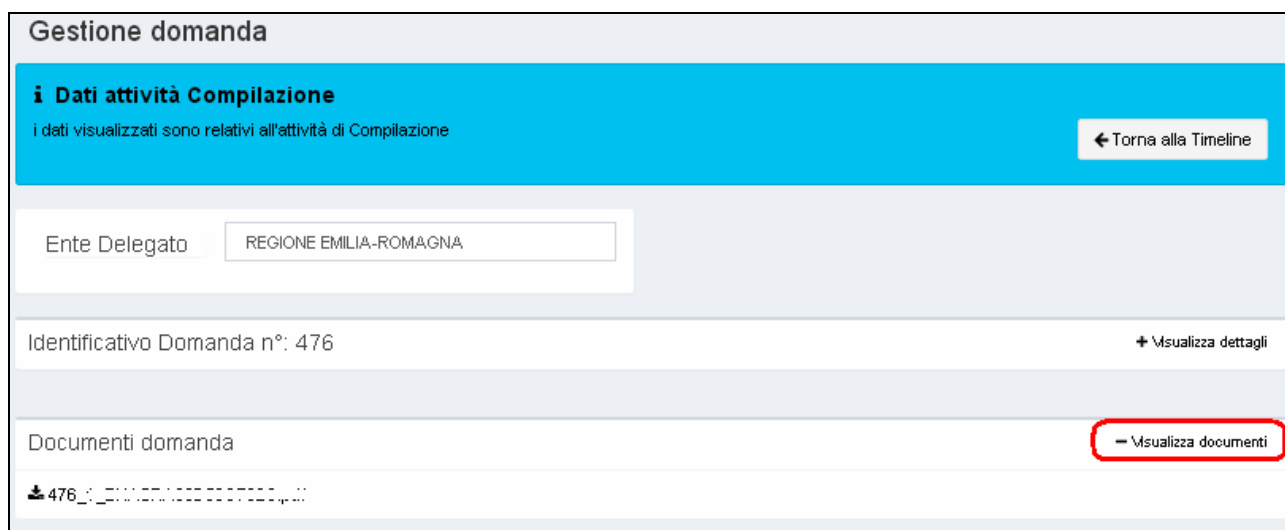 Gestione domanda
i Dati attività Compilazione
i dati visualizzati sono relativi all'attività di Compilazione
Torna alla Timeline
Ente Delegato
REGIONE EMILIA-ROMAGNA
Identificativo Domanda n°: 476
+ Visualizza dettagli
Documenti domanda
− Visualizza documenti
476_